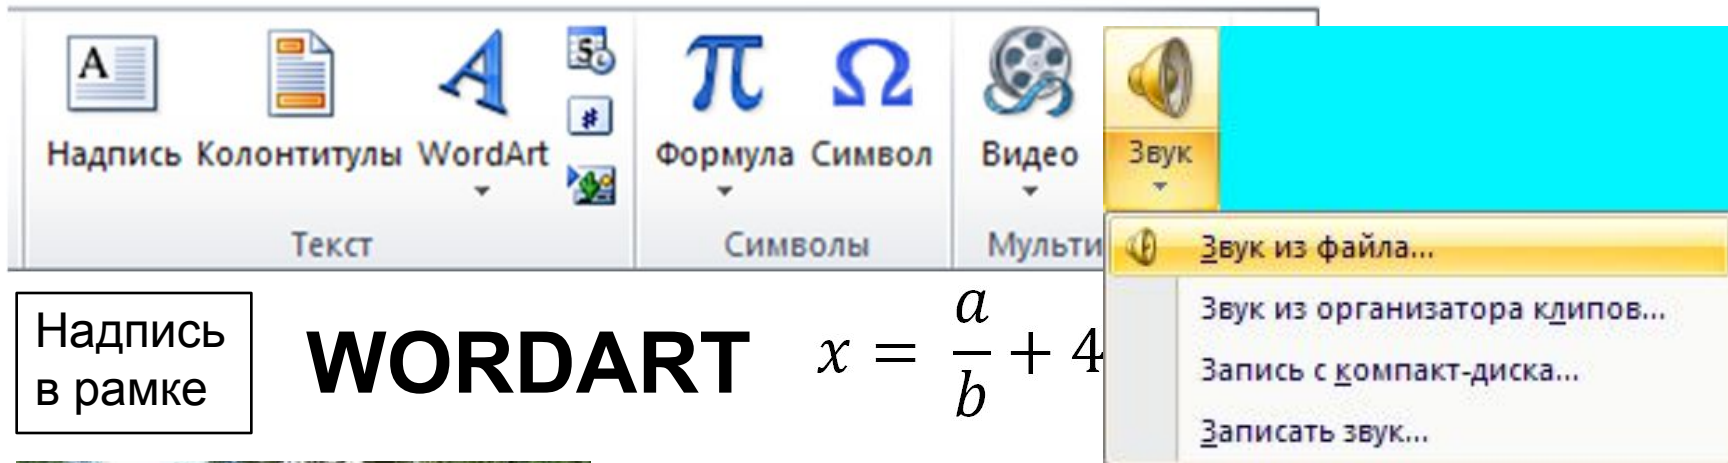 Надпись Колонтитулы WordArt Формула Символ Видео Звук
Текст Символы Мульти
Звук из файла...
Звук из организатора клипов...
Запись с компакт-диска...
Записать звук...
Надпись
в рамке
WORDART
x = a/b + 4